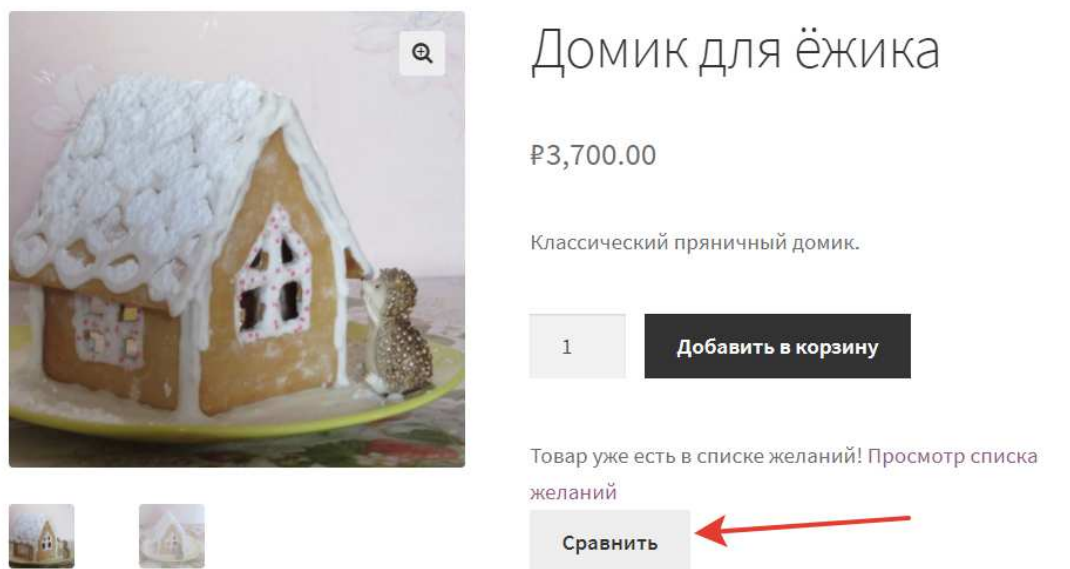 Домик для ёжика
₽3,700.00
Классический пряничный домик.
1
Добавить в корзину
Товар уже есть в списке желаний! Просмотр списка
желаний
Сравнить